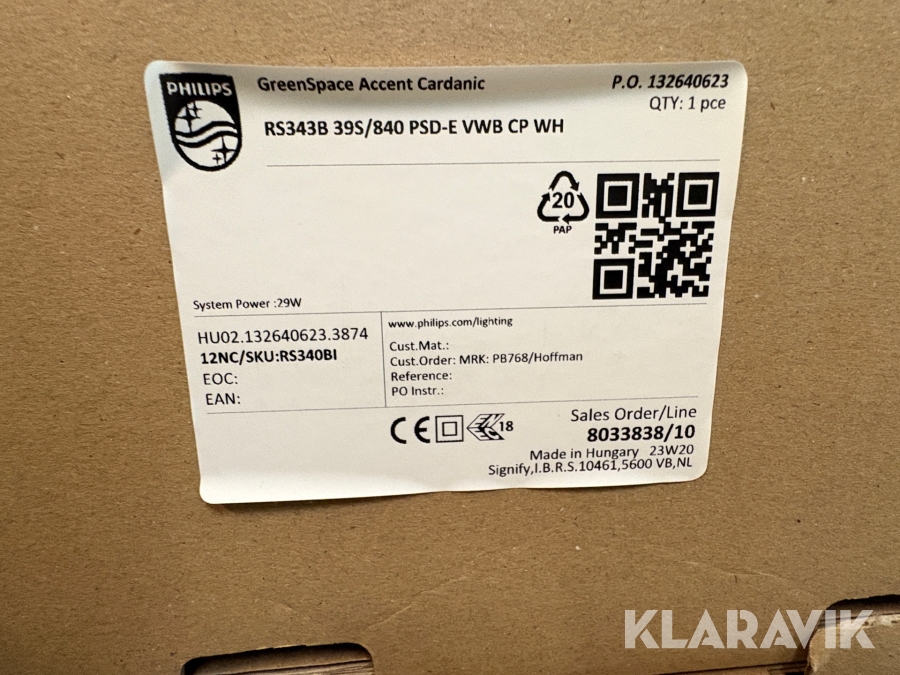 PHILIPS
GreenSpace Accent Cardanic
P.O. 132640623
QTY: 1 pce
RS343B 39S/840 PSD-E VWB CP WH
20
PAP
System Power :29W
HU02.132640623.3874
12NC/SKU:RS340BI
EOC:
EAN:
www.philips.com/lighting
Cust.Mat.:
Cust.Order: MRK: PB768/Hoffman
Reference:
PO Instr.:
CE
18
Sales Order/Line
8033838/10
Made in Hungary 23W20
Signify,I.B.R.S.10461,5600 VB,NL
KLARAVIK